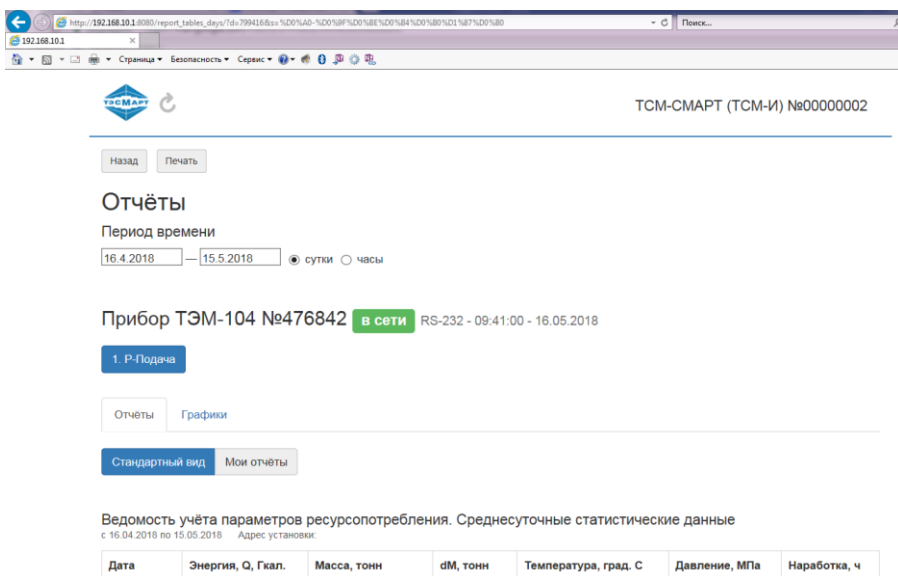 http://192.168.10.1:8080/report_tables_days/?d=799416&s=%D0%A0-%D0%9F%D0%BE%D0%B4%D0%B0%D1%87%D0%B0
Поиск...
192.168.10.1
Страница Безопасность Сервис
ТЭСМАРТ
ТСМ-СМАРТ (ТСМ-И) №00000002
Назад Печать
Отчёты
Период времени
16.4.2018 — 15.5.2018 сутки часы
Прибор ТЭМ-104 №476842 в сети RS-232 - 09:41:00 - 16.05.2018
1. Р-Подача
Отчёты Графики
Стандартный вид Мои отчёты
Ведомость учёта параметров ресурсопотребления. Среднесуточные статистические данные
с 16.04.2018 по 15.05.2018 Адрес установки:
Дата Энергия, Q, Гкал. Масса, тонн dM, тонн Температура, град. С Давление, МПа Наработка, ч